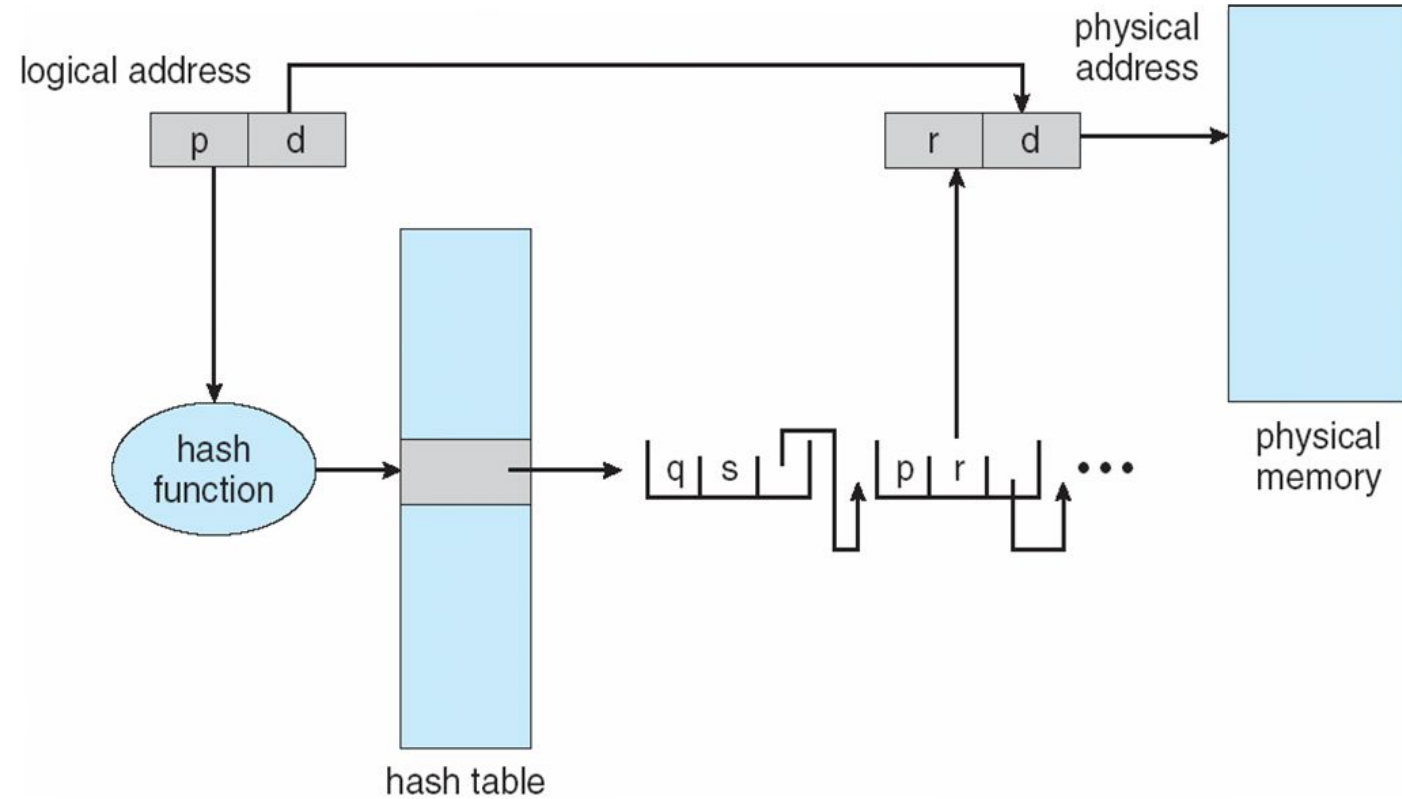 logical address
physical
address
p d
r d
hash
function
q s
p r
•••
physical
memory
hash table